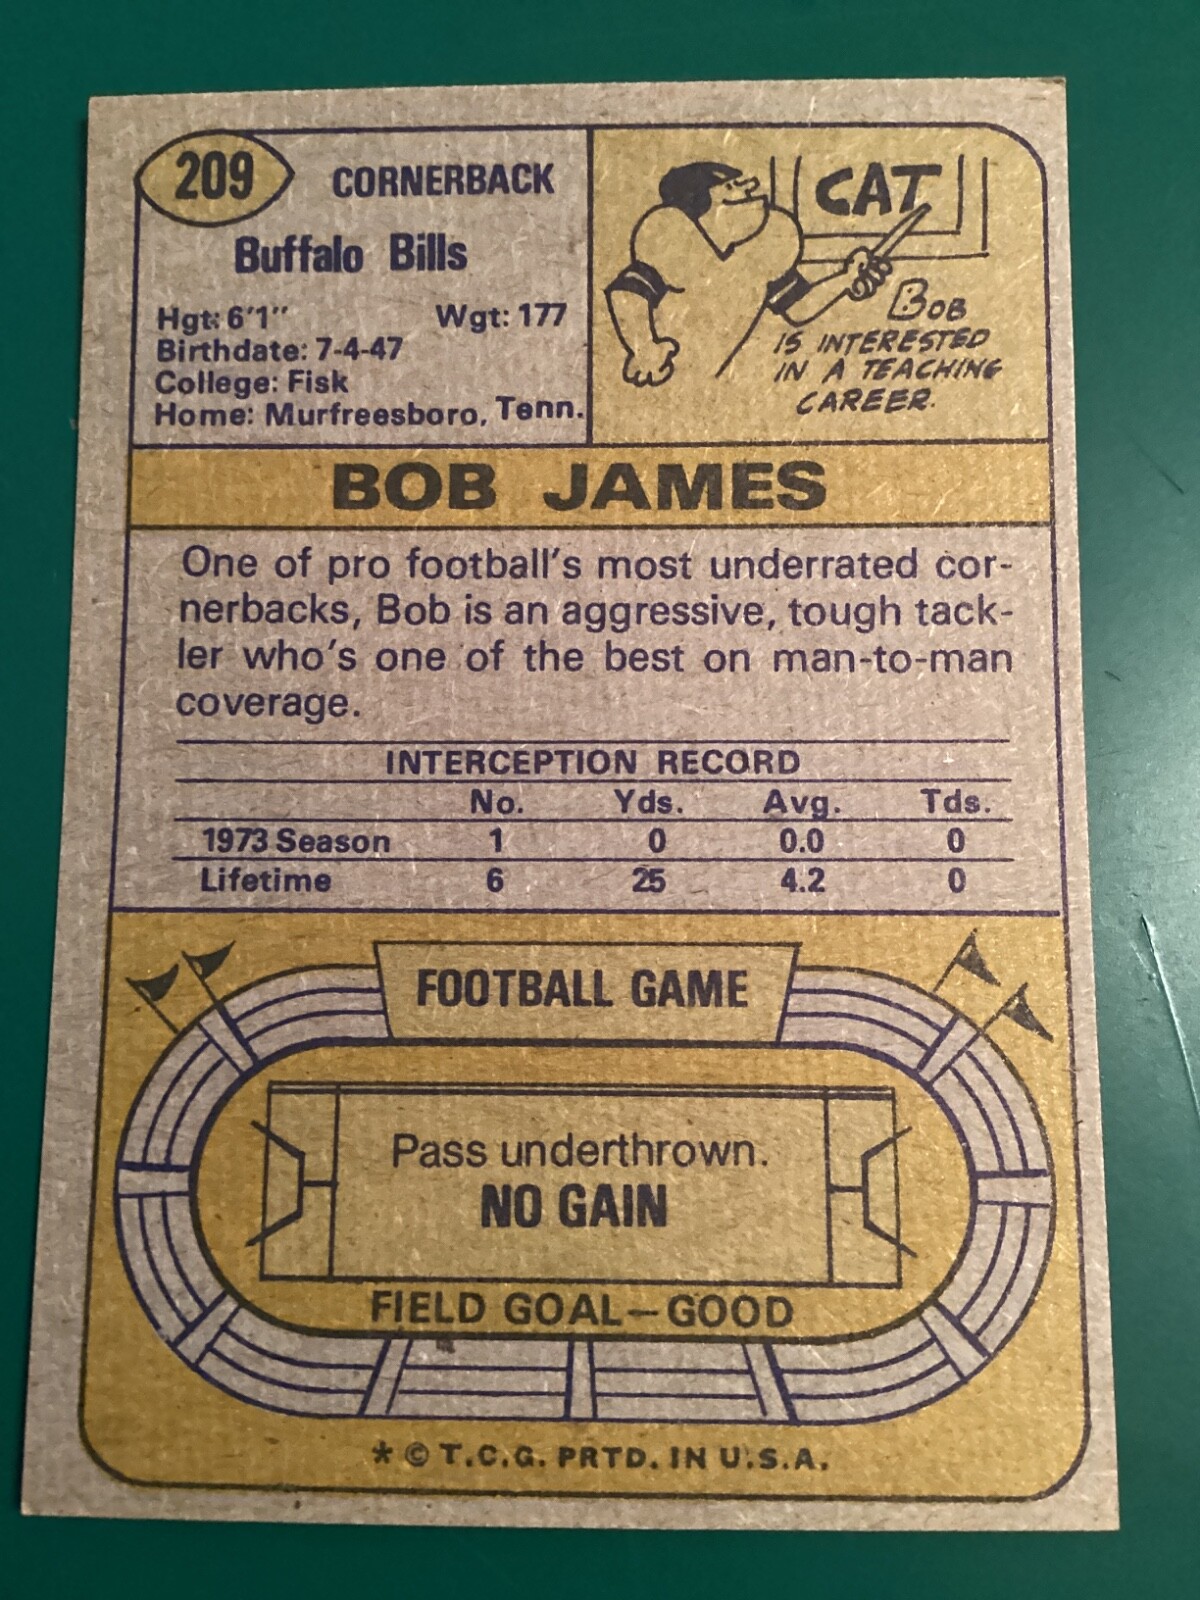 209
CORNERBACK
Buffalo Bills
Hgt: 6'1" Wgt: 177
Birthdate: 7-4-47
College: Fisk
Home: Murfreesboro, Tenn.
CAT
BOB
IS INTERESTED
IN A TEACHING
CAREER.
BOB JAMES
One of pro football's most underrated cor-
nerbacks, Bob is an aggressive, tough tack-
ler who's one of the best on man-to-man
coverage.
INTERCEPTION RECORD
No. Yds. Avg. Tds.
1973 Season 1 0 0.0 0
Lifetime 6 25 4.2 0
FOOTBALL GAME
Pass underthrown.
NO GAIN
FIELD GOAL—GOOD
* © T.C.G. PRTD. IN U.S.A.